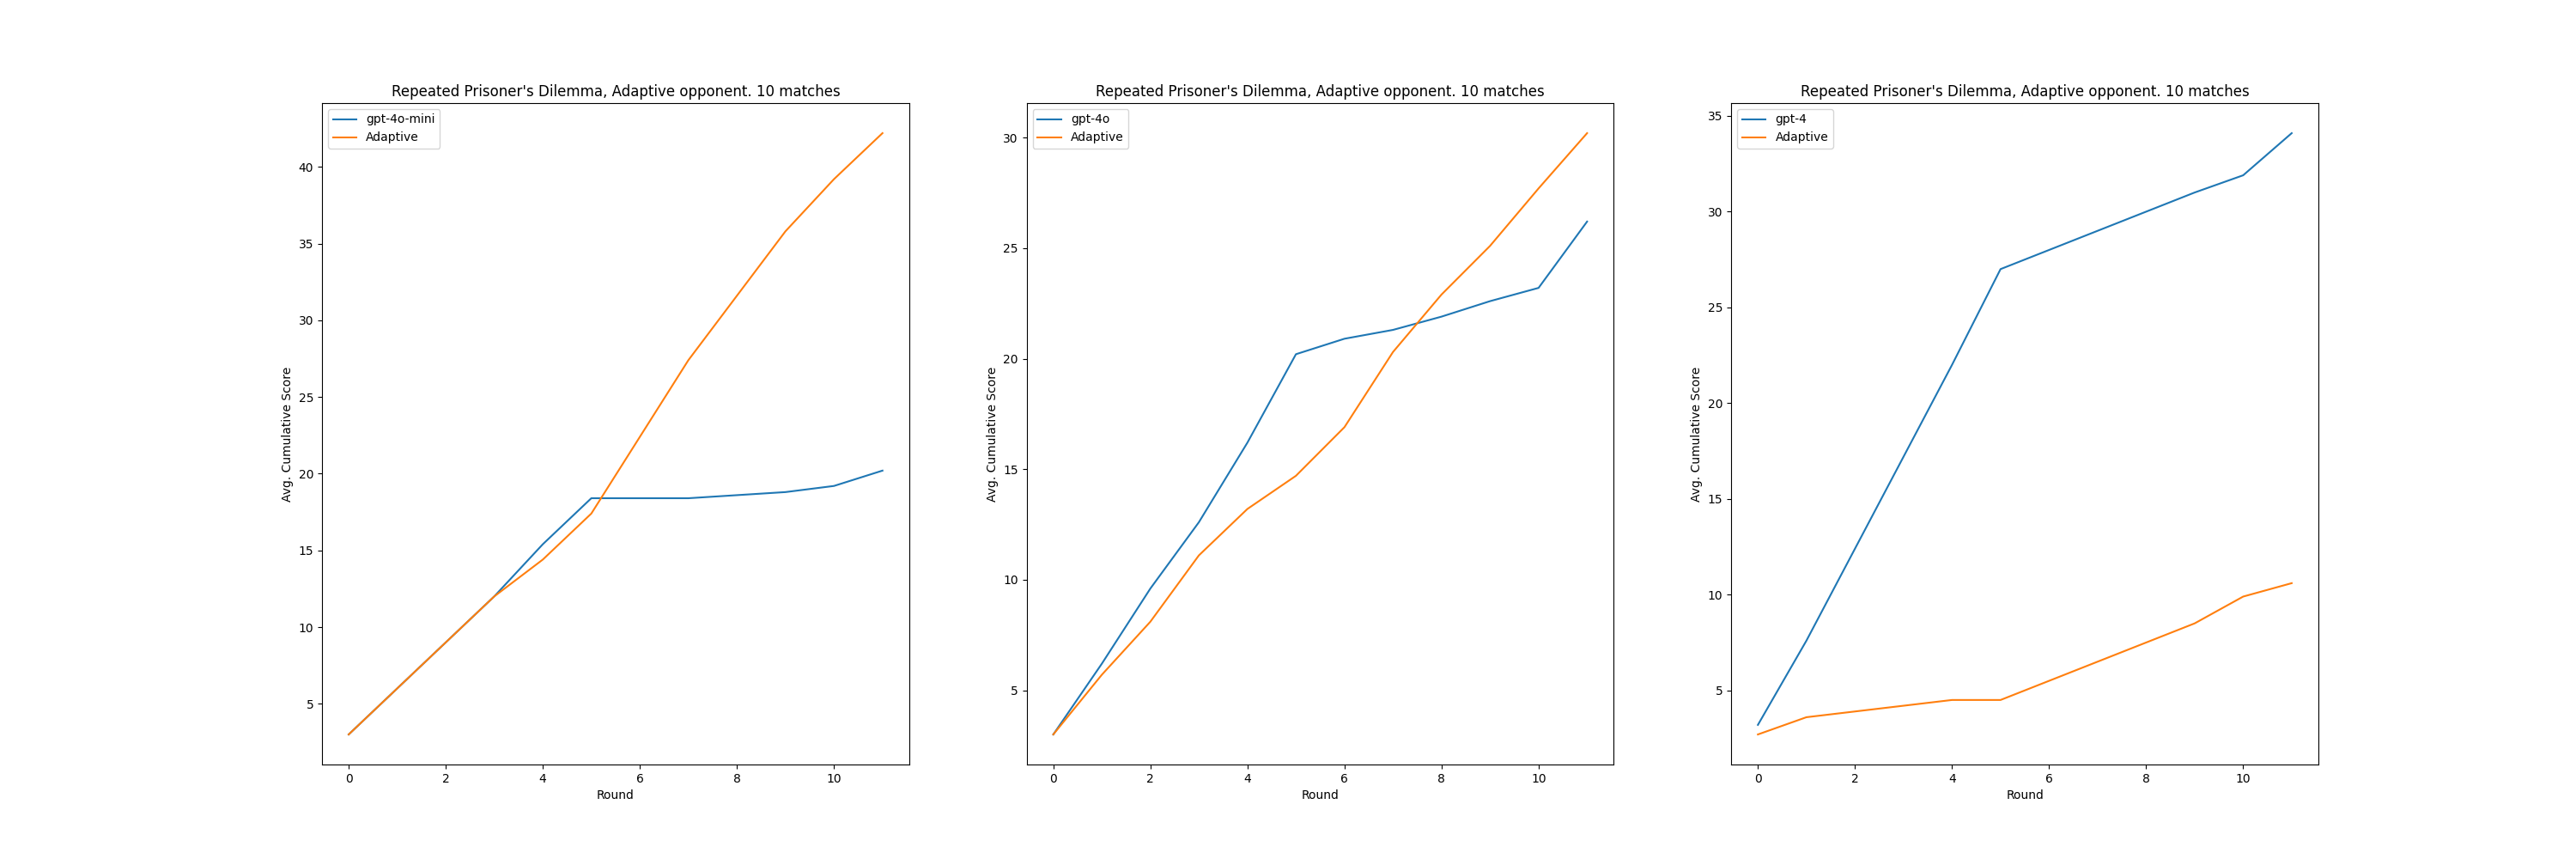 Repeated Prisoner's Dilemma, Adaptive opponent. 10 matches
gpt-4o-mini
Adaptive
Avg. Cumulative Score
40
35
30
25
20
15
10
5
0 2 4 6 8 10
Round
Repeated Prisoner's Dilemma, Adaptive opponent. 10 matches
gpt-4o
Adaptive
Avg. Cumulative Score
30
25
20
15
10
5
0 2 4 6 8 10
Round
Repeated Prisoner's Dilemma, Adaptive opponent. 10 matches
gpt-4
Adaptive
Avg. Cumulative Score
35
30
25
20
15
10
5
0 2 4 6 8 10
Round